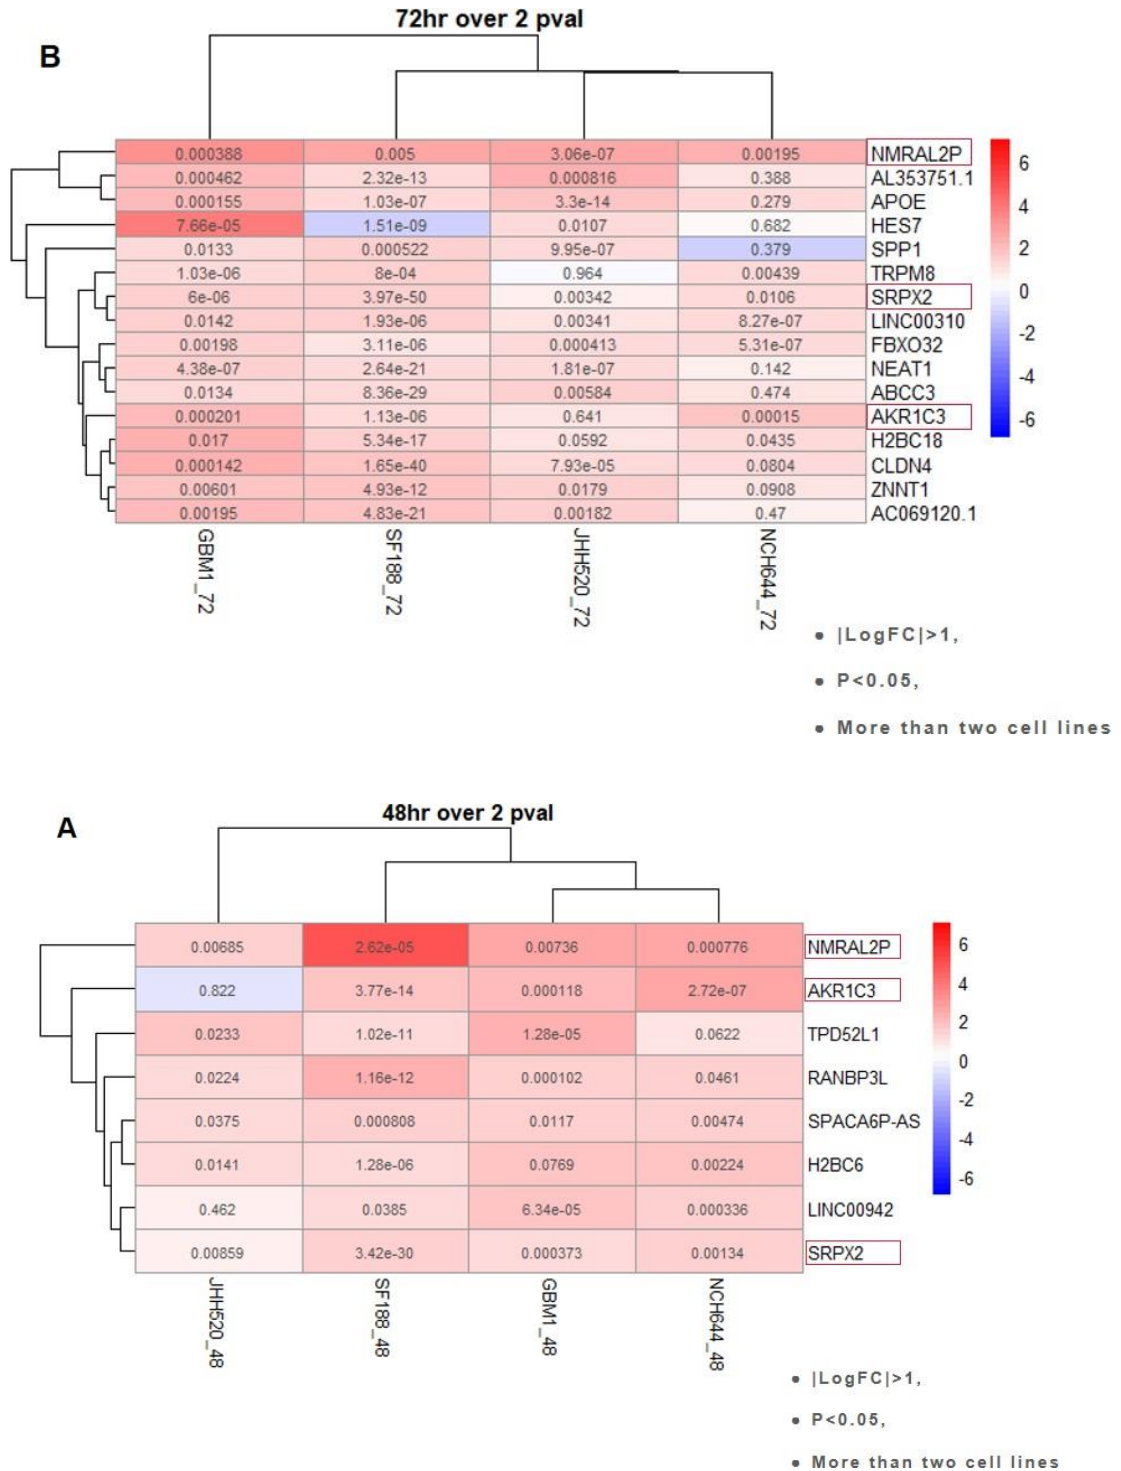 72hr over 2 pval
B
0.000388 0.005 3.06e-07 0.00195 NMRAL2P
0.000462 2.32e-13 0.000816 0.388 AL353751.1
0.000155 1.03e-07 3.3e-14 0.279 APOE
7.66e-05 1.51e-09 0.0107 0.682 HES7
0.0133 0.000522 9.95e-07 0.379 SPP1
1.03e-06 8e-04 0.964 0.00439 TRPM8
6e-06 3.97e-50 0.00342 0.0106 SRPX2
0.0142 1.93e-06 0.00341 8.27e-07 LINC00310
0.00198 3.11e-06 0.000413 5.31e-07 FBXO32
4.38e-07 2.64e-21 1.81e-07 0.142 NEAT1
0.0134 8.36e-29 0.00584 0.474 ABCC3
0.000201 1.13e-06 0.641 0.00015 AKR1C3
0.017 5.34e-17 0.0592 0.0435 H2BC18
0.000142 1.65e-40 7.93e-05 0.0804 CLDN4
0.00601 4.93e-12 0.0179 0.0908 ZNNT1
0.00195 4.83e-21 0.00182 0.47 AC069120.1
6
4
2
0
-2
-4
-6
GBM1_72 SF188_72 JHH520_72 NCH644_72
• |LogFC|>1,
• P<0.05,
• More than two cell lines
48hr over 2 pval
A
0.00685 2.62e-05 0.00736 0.000776 NMRAL2P
0.822 3.77e-14 0.000118 2.72e-07 AKR1C3
0.0233 1.02e-11 1.28e-05 0.0622 TPD52L1
0.0224 1.16e-12 0.000102 0.0461 RANBP3L
0.0375 0.000808 0.0117 0.00474 SPACA6P-AS
0.0141 1.28e-06 0.0769 0.00224 H2BC6
0.462 0.0385 6.34e-05 0.000336 LINC00942
0.00859 3.42e-30 0.000373 0.00134 SRPX2
6
4
2
0
-2
-4
-6
JHH520_48 SF188_48 GBM1_48 NCH644_48
• |LogFC|>1,
• P<0.05,
• More than two cell lines